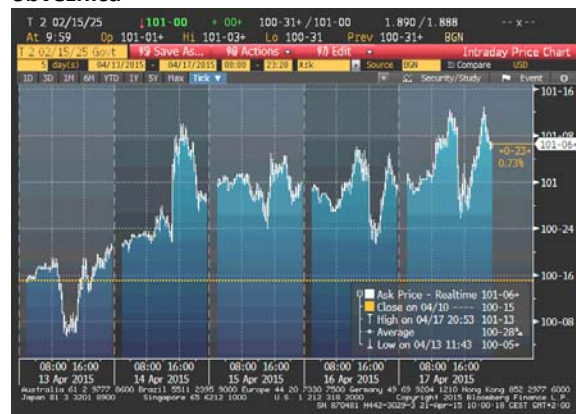 T 2 02/15/25 ↓101-00 + 00+ 100-31+/101-00 1.890/1.888 --x--
At 9:59 Op 101-01+ Hi 101-03+ Lo 100-31 Prev 100-31+ BGN
T 2 02/15/25 Govt 99 Save As... 98 Actions 97 Edit Intraday Price Chart
5 day(s) 04/13/2015 - 04/17/2015 00:00 - 23:20 Ask Source BGN Compare USD
1D 3D 1M 6M YTD 1Y 5Y Max Tick ▼ Security/Study Event
101-16
101-08
101-06+
+0-23+
0.73%
101
100-24
100-16
100-08
Ask Price - Realtime 101-06+
Close on 04/10 ---- 100-15
High on 04/17 20:53 101-13
Average 100-28¾
Low on 04/13 11:43 100-05+
08:00 16:00 08:00 16:00 08:00 16:00 08:00 16:00 08:00 16:00
13 Apr 2015 14 Apr 2015 15 Apr 2015 16 Apr 2015 17 Apr 2015
Australia 61 2 9777 8600 Brazil 5511 2395 9000 Europe 44 20 7330 7500 Germany 49 69 9204 1210 Hong Kong 852 2977 6000
Japan 81 3 3201 8900 Singapore 65 6212 1000 U.S. 1 212 318 2000 Copyright 2015 Bloomberg Finance L.P.
SN 870481 H442-3029-3 21-Apr-15 10:00:18 CEST GMT+2:00